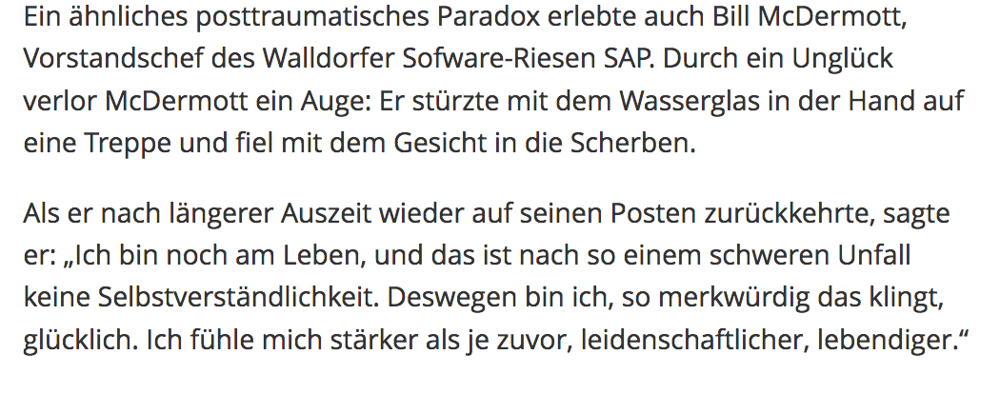 Ein ähnliches posttraumatisches Paradox erlebte auch Bill McDermott,
Vorstandschef des Walldorfer Sofware-Riesen SAP. Durch ein Unglück
verlor McDermott ein Auge: Er stürzte mit dem Wasserglas in der Hand auf
eine Treppe und fiel mit dem Gesicht in die Scherben.
Als er nach längerer Auszeit wieder auf seinen Posten zurückkehrte, sagte
er: „Ich bin noch am Leben, und das ist nach so einem schweren Unfall
keine Selbstverständlichkeit. Deswegen bin ich, so merkwürdig das klingt,
glücklich. Ich fühle mich stärker als je zuvor, leidenschaftlicher, lebendiger.“